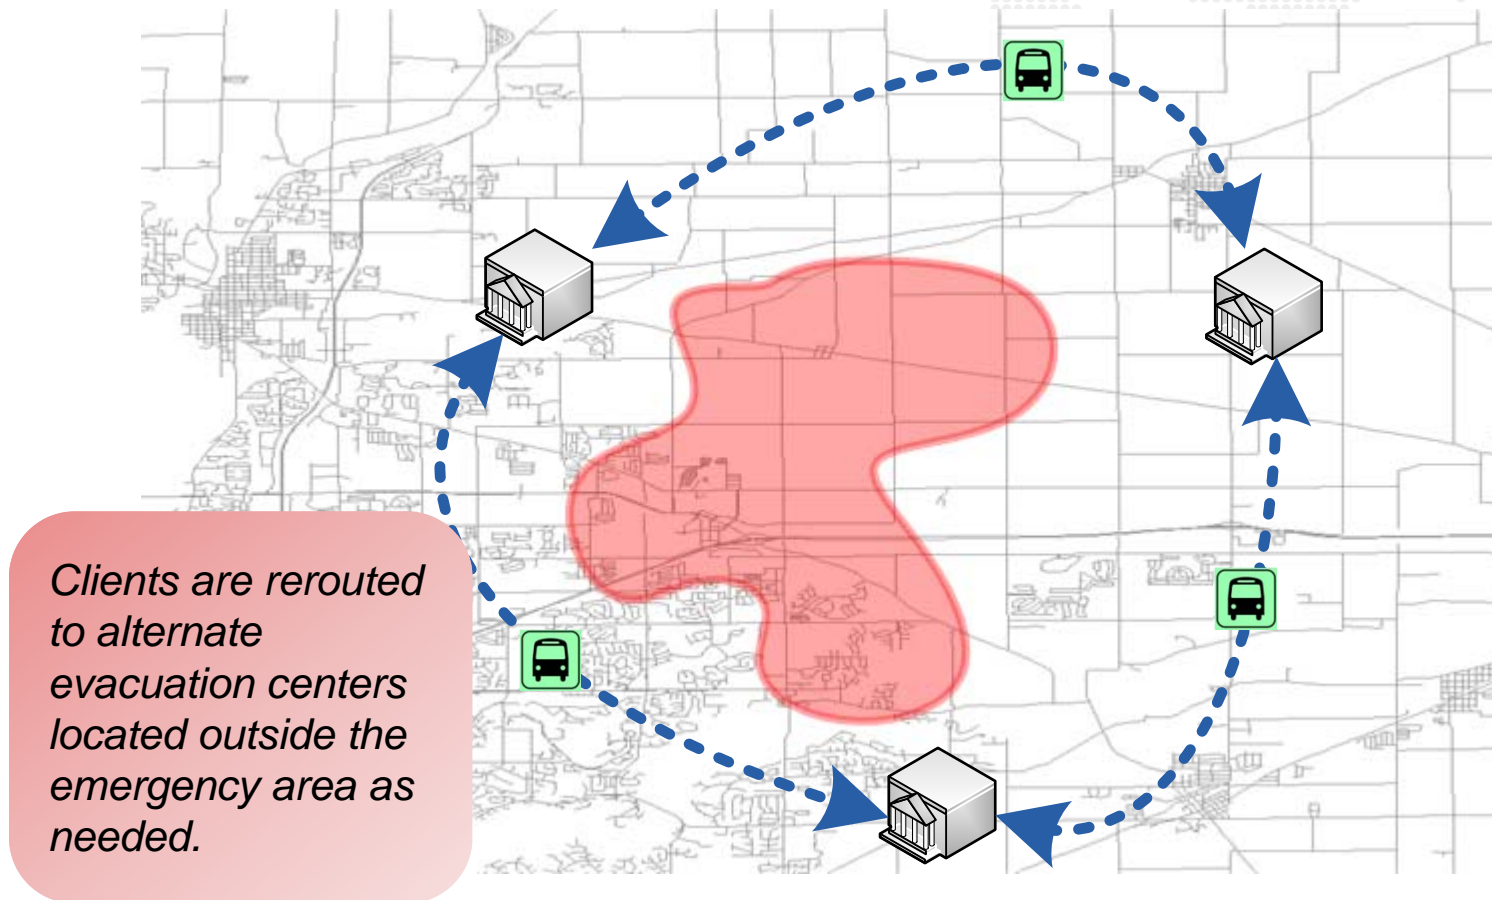 Clients are rerouted
to alternate
evacuation centers
located outside the
emergency area as
needed.